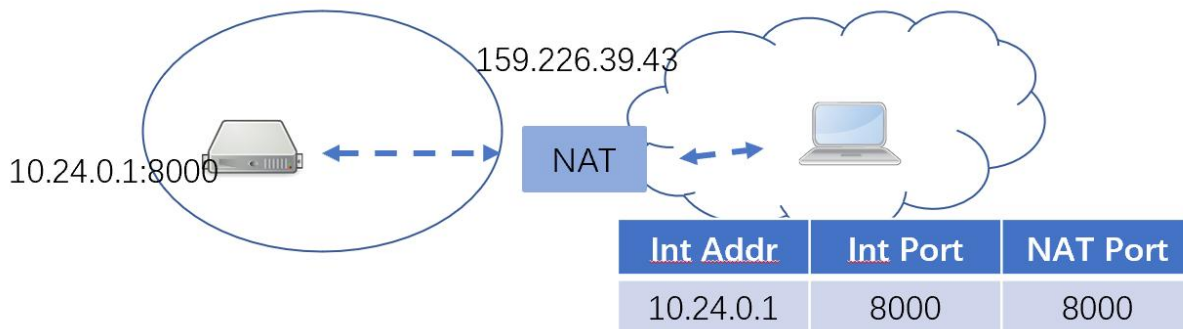 159.226.39.43
10.24.0.1:8000
NAT
Int Addr Int Port NAT Port
10.24.0.1 8000 8000